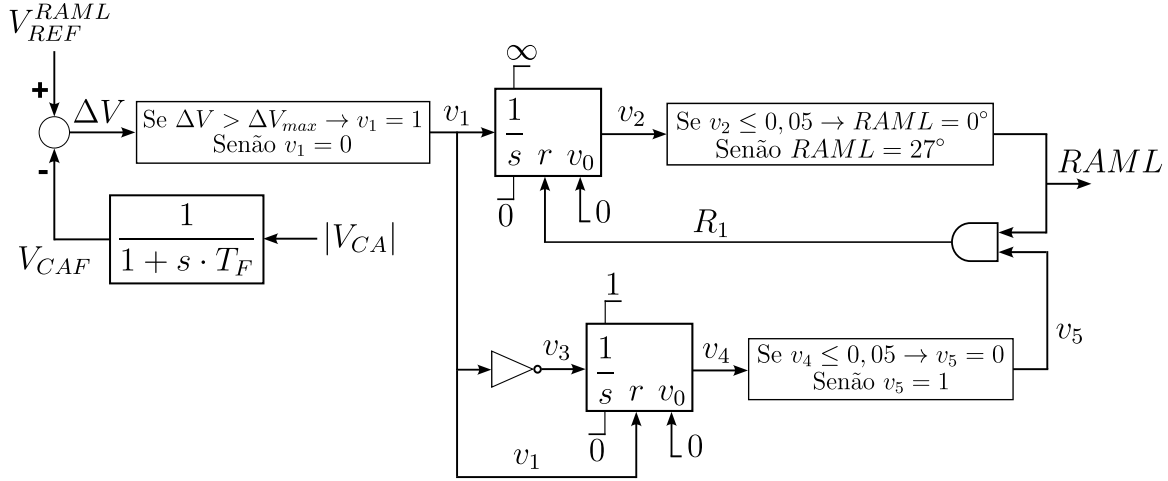 V_{REF}^{RAML}
+
ΔV
-
Se ΔV > ΔV_{max} → v_1 = 1
Senão v_1 = 0
1
1 + s · T_F
V_{CAF}
|V_{CA}|
v_1
∞
1
s r v_0
0
0
v_2
Se v_2 ≤ 0,05 → RAML = 0°
Senão RAML = 27°
RAML
R_1
v_3
1
1
s r v_0
0
0
v_4
Se v_4 ≤ 0,05 → v_5 = 0
Senão v_5 = 1
v_5
v_1